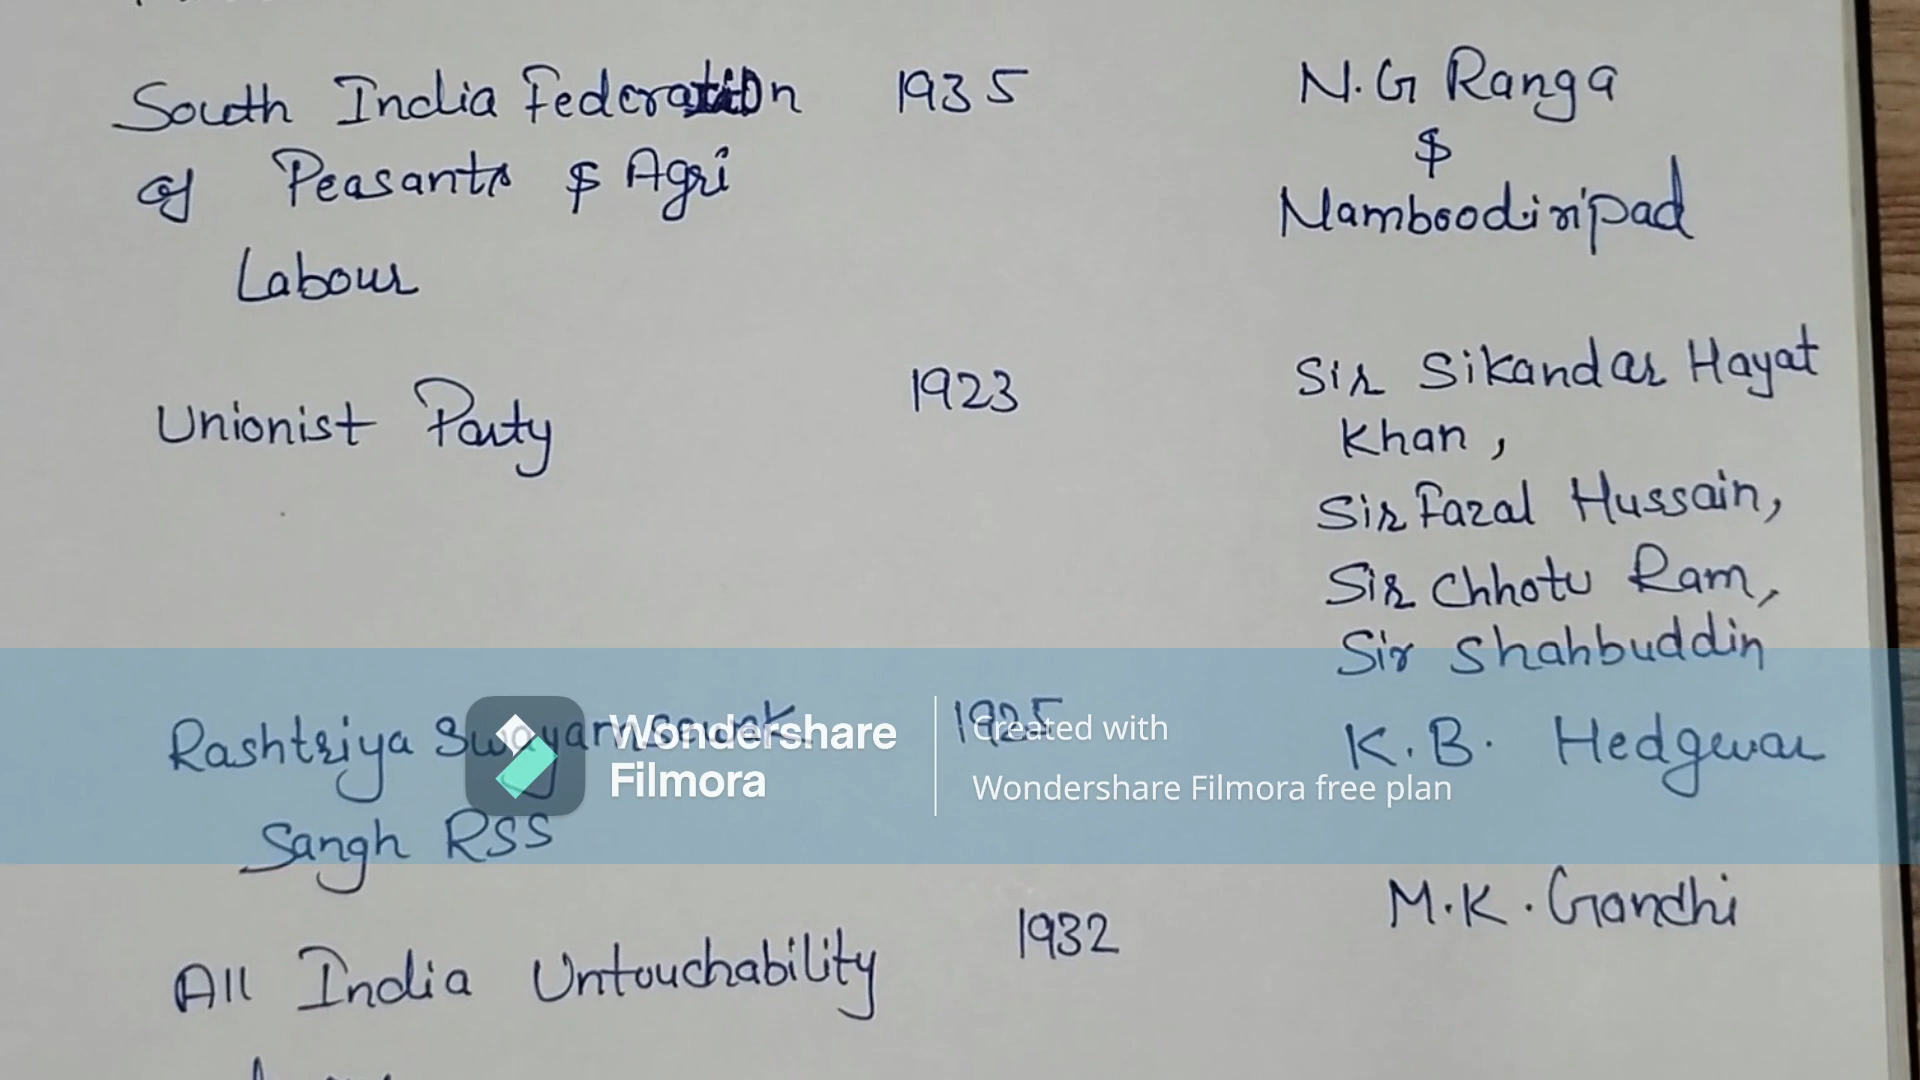 South India Federation 1935 N.G Ranga
of Peasants & Agri &
Labour Namboodiripad
Unionist Party 1923 Sir Sikandar Hayat
Khan,
Sir Fazal Hussain,
Sir Chhotu Ram,
Sir Shahbuddin
Rashtriya Swayamsewak 1925 K.B. Hedgewar
Sangh RSS
Wondershare
Filmora
Created with
Wondershare Filmora free plan
All India Untouchability 1932 M.K. Gandhi